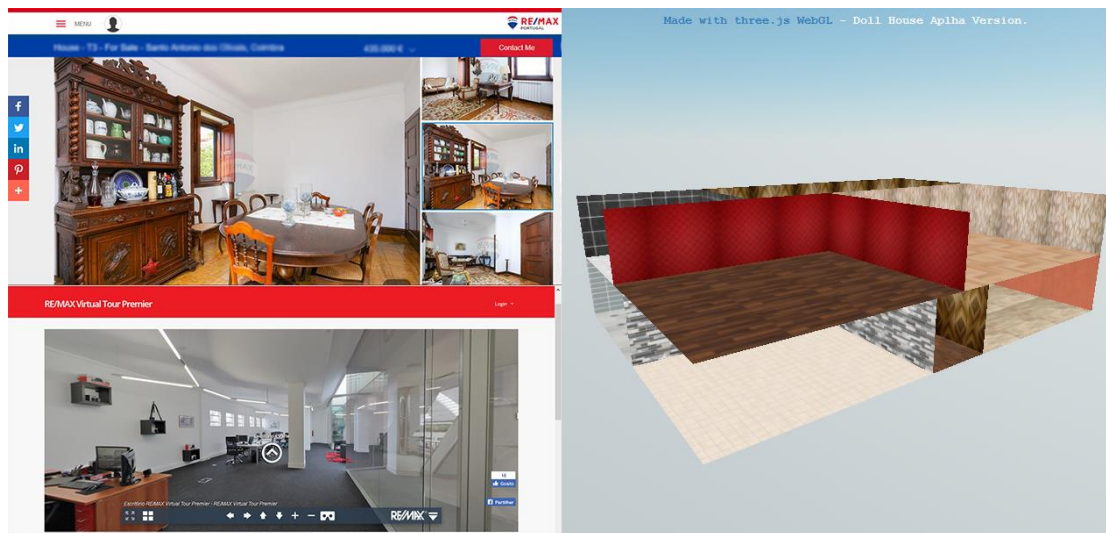 MENU
RE/MAX
PORTUGAL
House - T3 - For Sale - Santo Antonio dos Olivais, Coimbra
Contact Me
f
in
RE/MAX Virtual Tour Premier
Login
Escritório RE/MAX Virtual Tour Premier - RE/MAX Virtual Tour Premier
Gosto
Partilhar
RE/MAX
Made with three.js WebGL - Doll House Aplha Version.